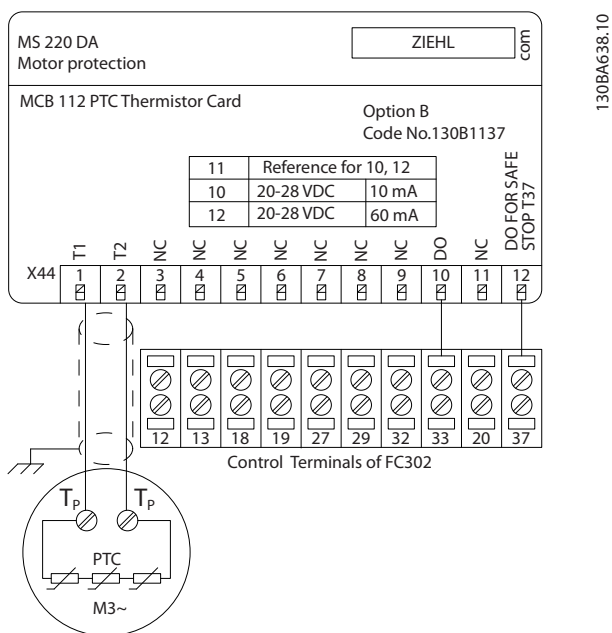 MS 220 DA
Motor protection
ZIEHL
com
130BA638.10
MCB 112 PTC Thermistor Card
Option B
Code No.130B1137
11 Reference for 10, 12
10 20-28 VDC 10 mA
12 20-28 VDC 60 mA
T1 T2 NC NC NC NC NC NC NC DO NC DO FOR SAFE
STOP T37
X44 1 2 3 4 5 6 7 8 9 10 11 12
12 13 18 19 27 29 32 33 20 37
Control Terminals of FC302
TP TP
PTC
M3~